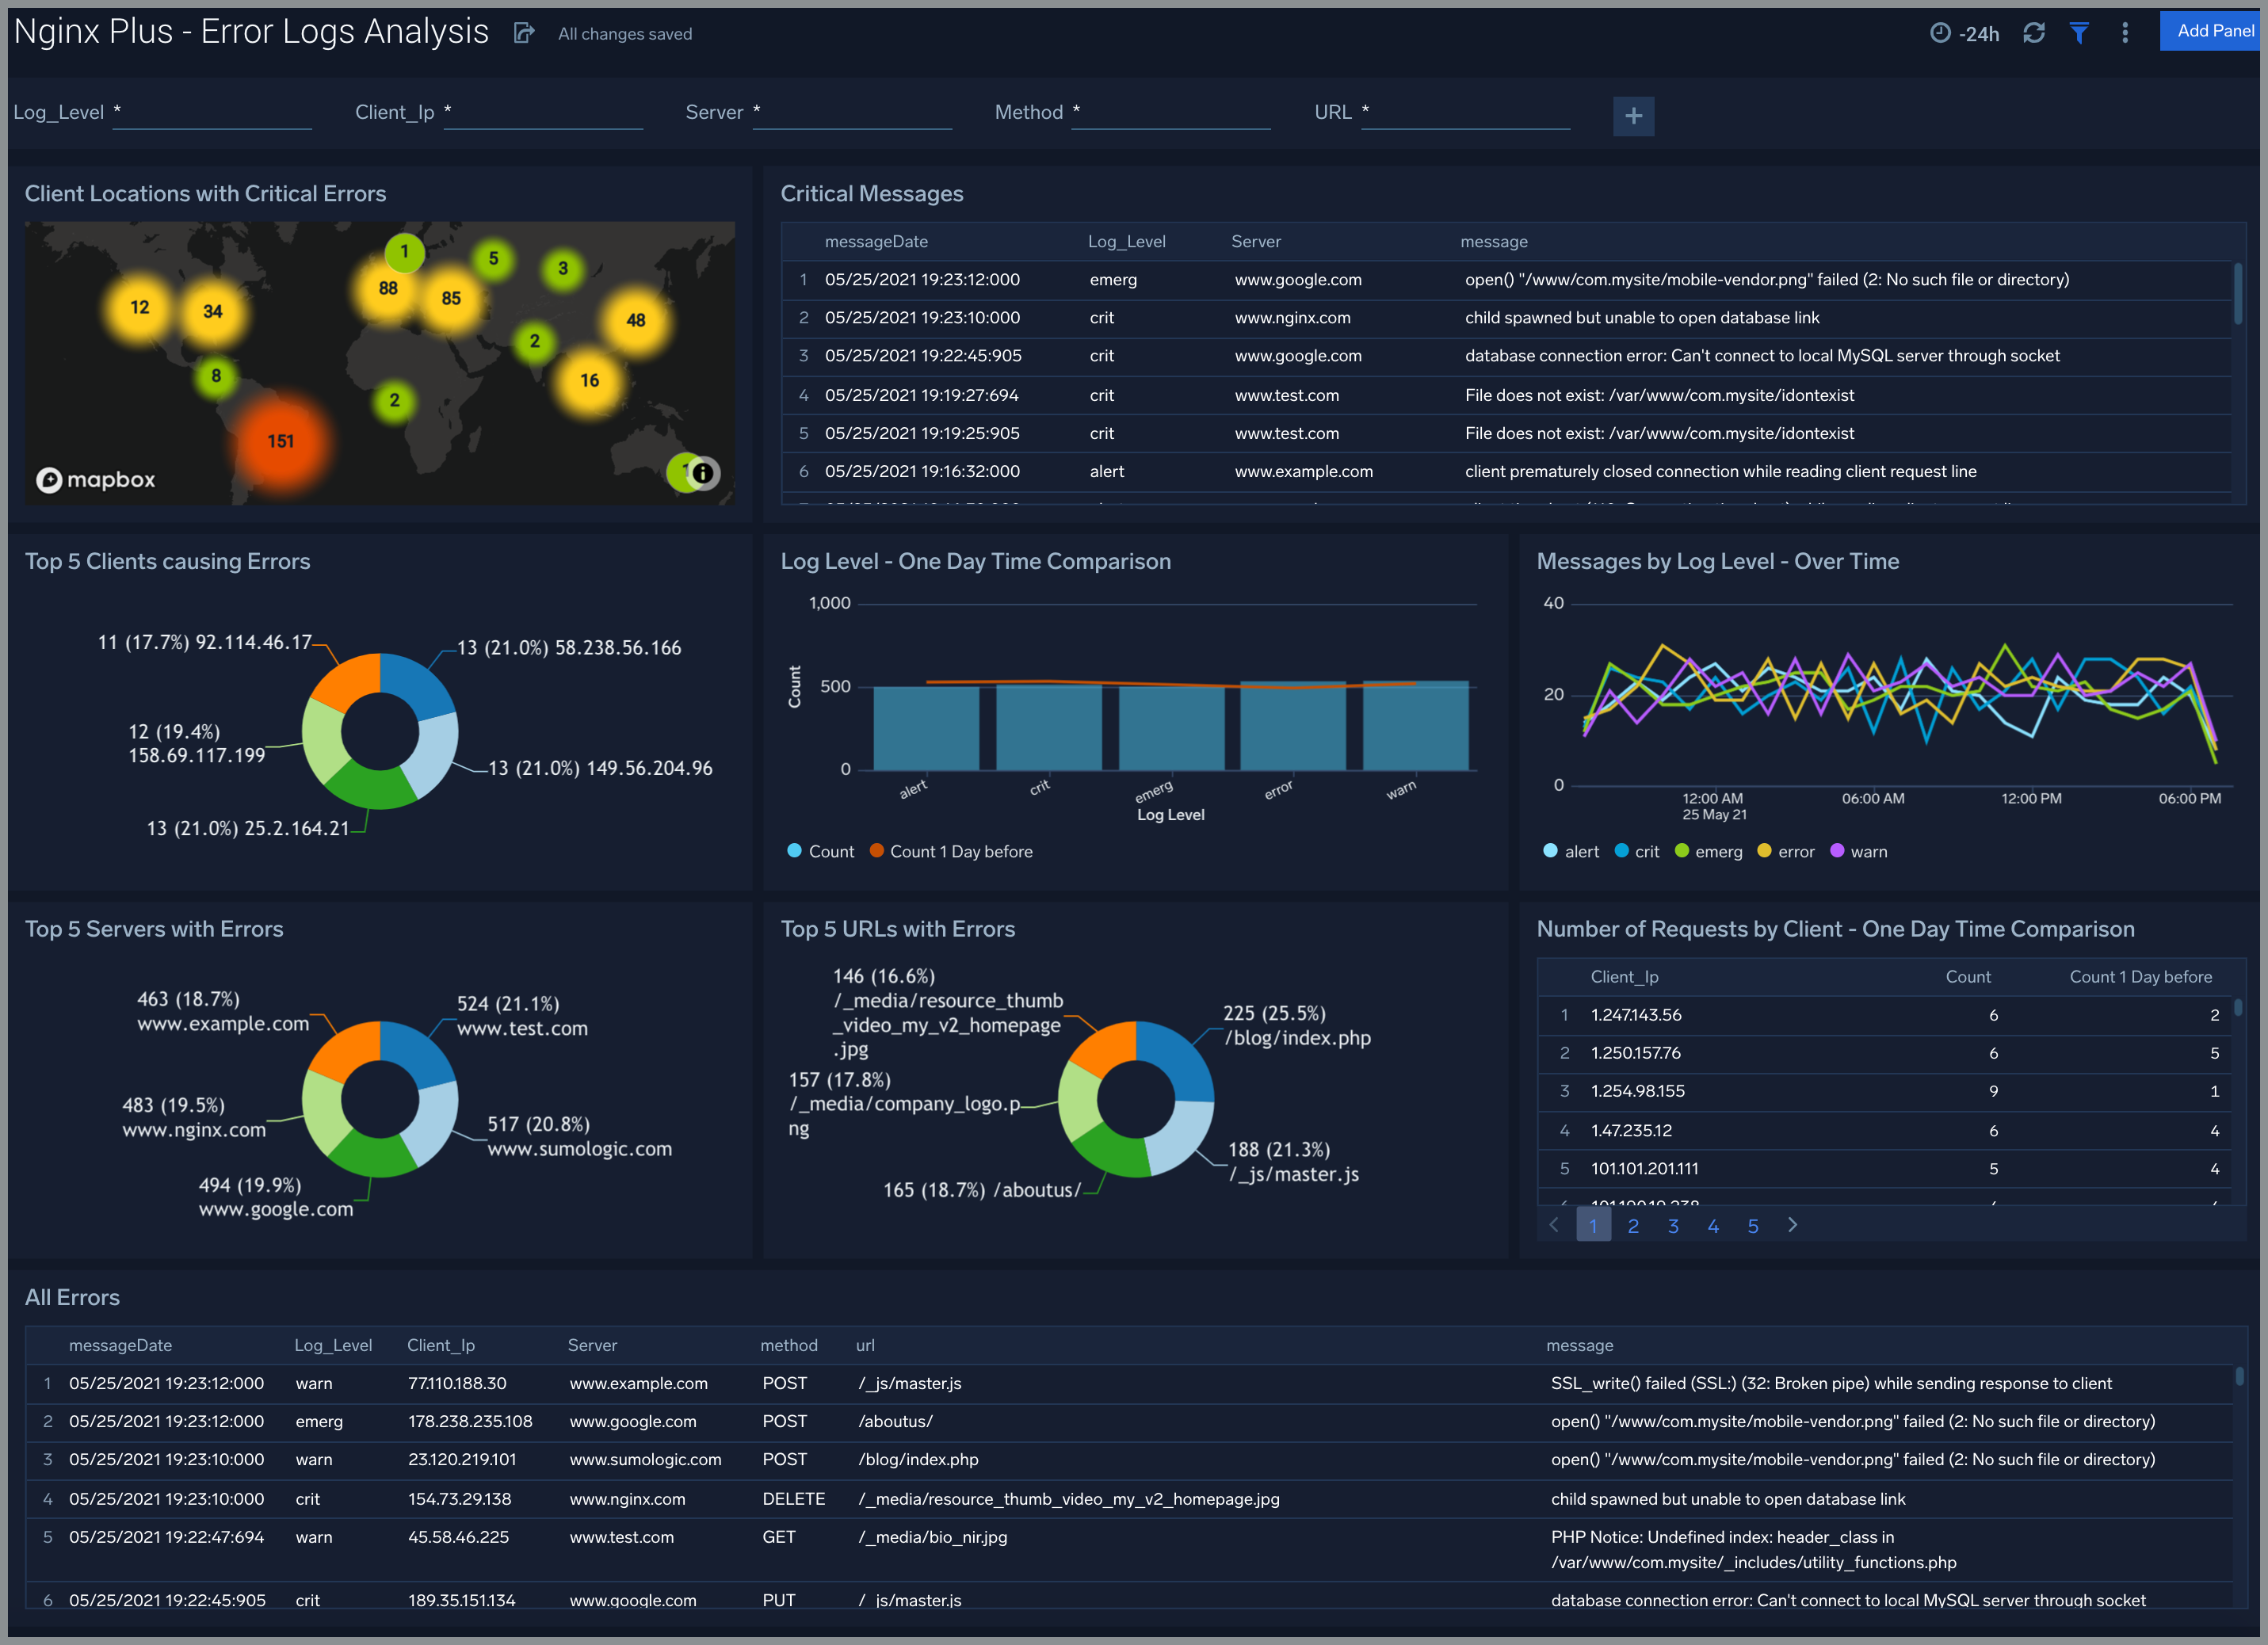 Nginx Plus - Error Logs Analysis All changes saved -24h Add Panel
Log_Level * Client_Ip * Server * Method * URL * +
Client Locations with Critical Errors
1
5
3
88
85
12
34
48
2
8
16
2
151
mapbox
Critical Messages
messageDate Log_Level Server message
1 05/25/2021 19:23:12:000 emerg www.google.com open() "/www/com.mysite/mobile-vendor.png" failed (2: No such file or directory)
2 05/25/2021 19:23:10:000 crit www.nginx.com child spawned but unable to open database link
3 05/25/2021 19:22:45:905 crit www.google.com database connection error: Can't connect to local MySQL server through socket
4 05/25/2021 19:19:27:694 crit www.test.com File does not exist: /var/www/com.mysite/idontexist
5 05/25/2021 19:19:25:905 crit www.test.com File does not exist: /var/www/com.mysite/idontexist
6 05/25/2021 19:16:32:000 alert www.example.com client prematurely closed connection while reading client request line
Top 5 Clients causing Errors
11 (17.7%) 92.114.46.17
13 (21.0%) 58.238.56.166
12 (19.4%)
158.69.117.199
13 (21.0%) 149.56.204.96
13 (21.0%) 25.2.164.21
Log Level - One Day Time Comparison
1,000
500
0
Count
alert crit emerg error warn
Log Level
Count Count 1 Day before
Messages by Log Level - Over Time
40
20
0
12:00 AM 06:00 AM 12:00 PM 06:00 PM
25 May 21
alert crit emerg error warn
Top 5 Servers with Errors
463 (18.7%)
www.example.com
524 (21.1%)
www.test.com
483 (19.5%)
www.nginx.com
517 (20.8%)
www.sumologic.com
494 (19.9%)
www.google.com
Top 5 URLs with Errors
146 (16.6%)
/_media/resource_thumb
_video_my_v2_homepage
.jpg
225 (25.5%)
/blog/index.php
157 (17.8%)
/_media/company_logo.p
ng
188 (21.3%)
/_js/master.js
165 (18.7%) /aboutus/
Number of Requests by Client - One Day Time Comparison
Client_Ip Count Count 1 Day before
1 1.247.143.56 6 2
2 1.250.157.76 6 5
3 1.254.98.155 9 1
4 1.47.235.12 6 4
5 101.101.201.111 5 4
1 2 3 4 5
All Errors
messageDate Log_Level Client_Ip Server method url message
1 05/25/2021 19:23:12:000 warn 77.110.188.30 www.example.com POST /_js/master.js SSL_write() failed (SSL:) (32: Broken pipe) while sending response to client
2 05/25/2021 19:23:12:000 emerg 178.238.235.108 www.google.com POST /aboutus/ open() "/www/com.mysite/mobile-vendor.png" failed (2: No such file or directory)
3 05/25/2021 19:23:10:000 warn 23.120.219.101 www.sumologic.com POST /blog/index.php open() "/www/com.mysite/mobile-vendor.png" failed (2: No such file or directory)
4 05/25/2021 19:23:10:000 crit 154.73.29.138 www.nginx.com DELETE /_media/resource_thumb_video_my_v2_homepage.jpg child spawned but unable to open database link
5 05/25/2021 19:22:47:694 warn 45.58.46.225 www.test.com GET /_media/bio_nir.jpg PHP Notice: Undefined index: header_class in
/var/www/com.mysite/_includes/utility_functions.php
6 05/25/2021 19:22:45:905 crit 189.35.151.134 www.google.com PUT /_js/master.js database connection error: Can't connect to local MySQL server through socket